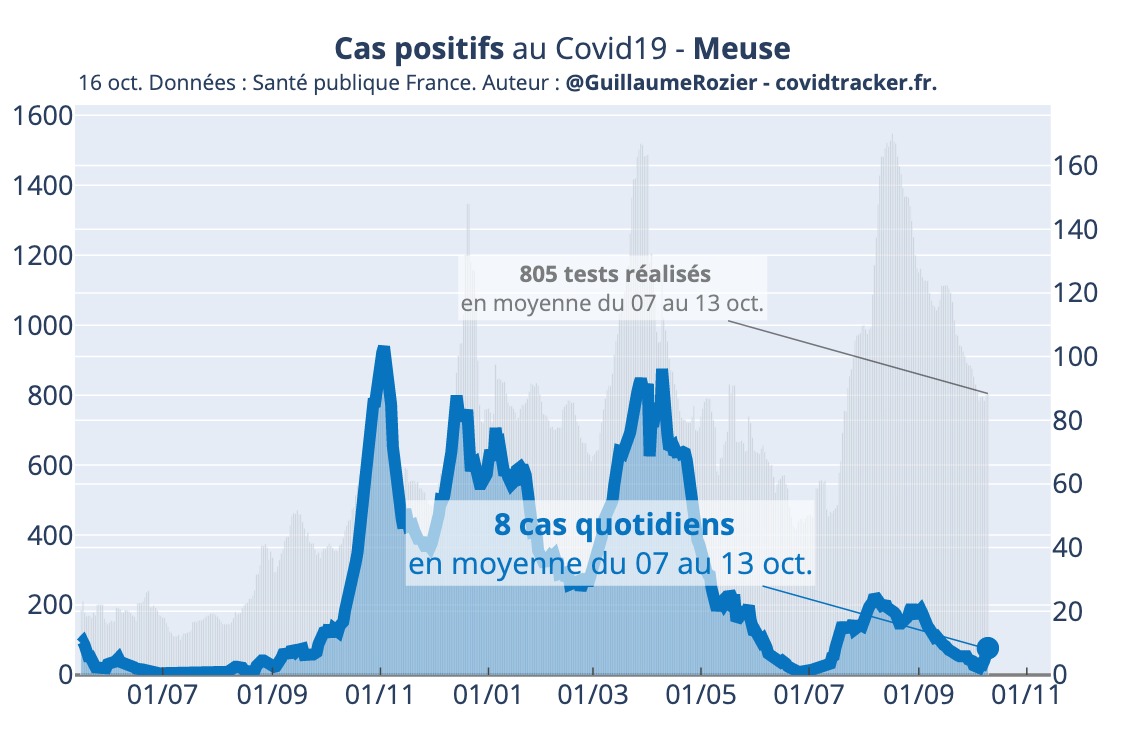 Cas positifs au Covid19 - Meuse
16 oct. Données : Santé publique France. Auteur : @GuillaumeRozier - covidtracker.fr.
1600
160
1400
140
1200
805 tests réalisés
en moyenne du 07 au 13 oct.
120
1000
100
800
80
600
60
8 cas quotidiens
400
en moyenne du 07 au 13 oct.
40
200
20
0
0
01/07 01/09 01/11 01/01 01/03 01/05 01/07 01/09 01/11